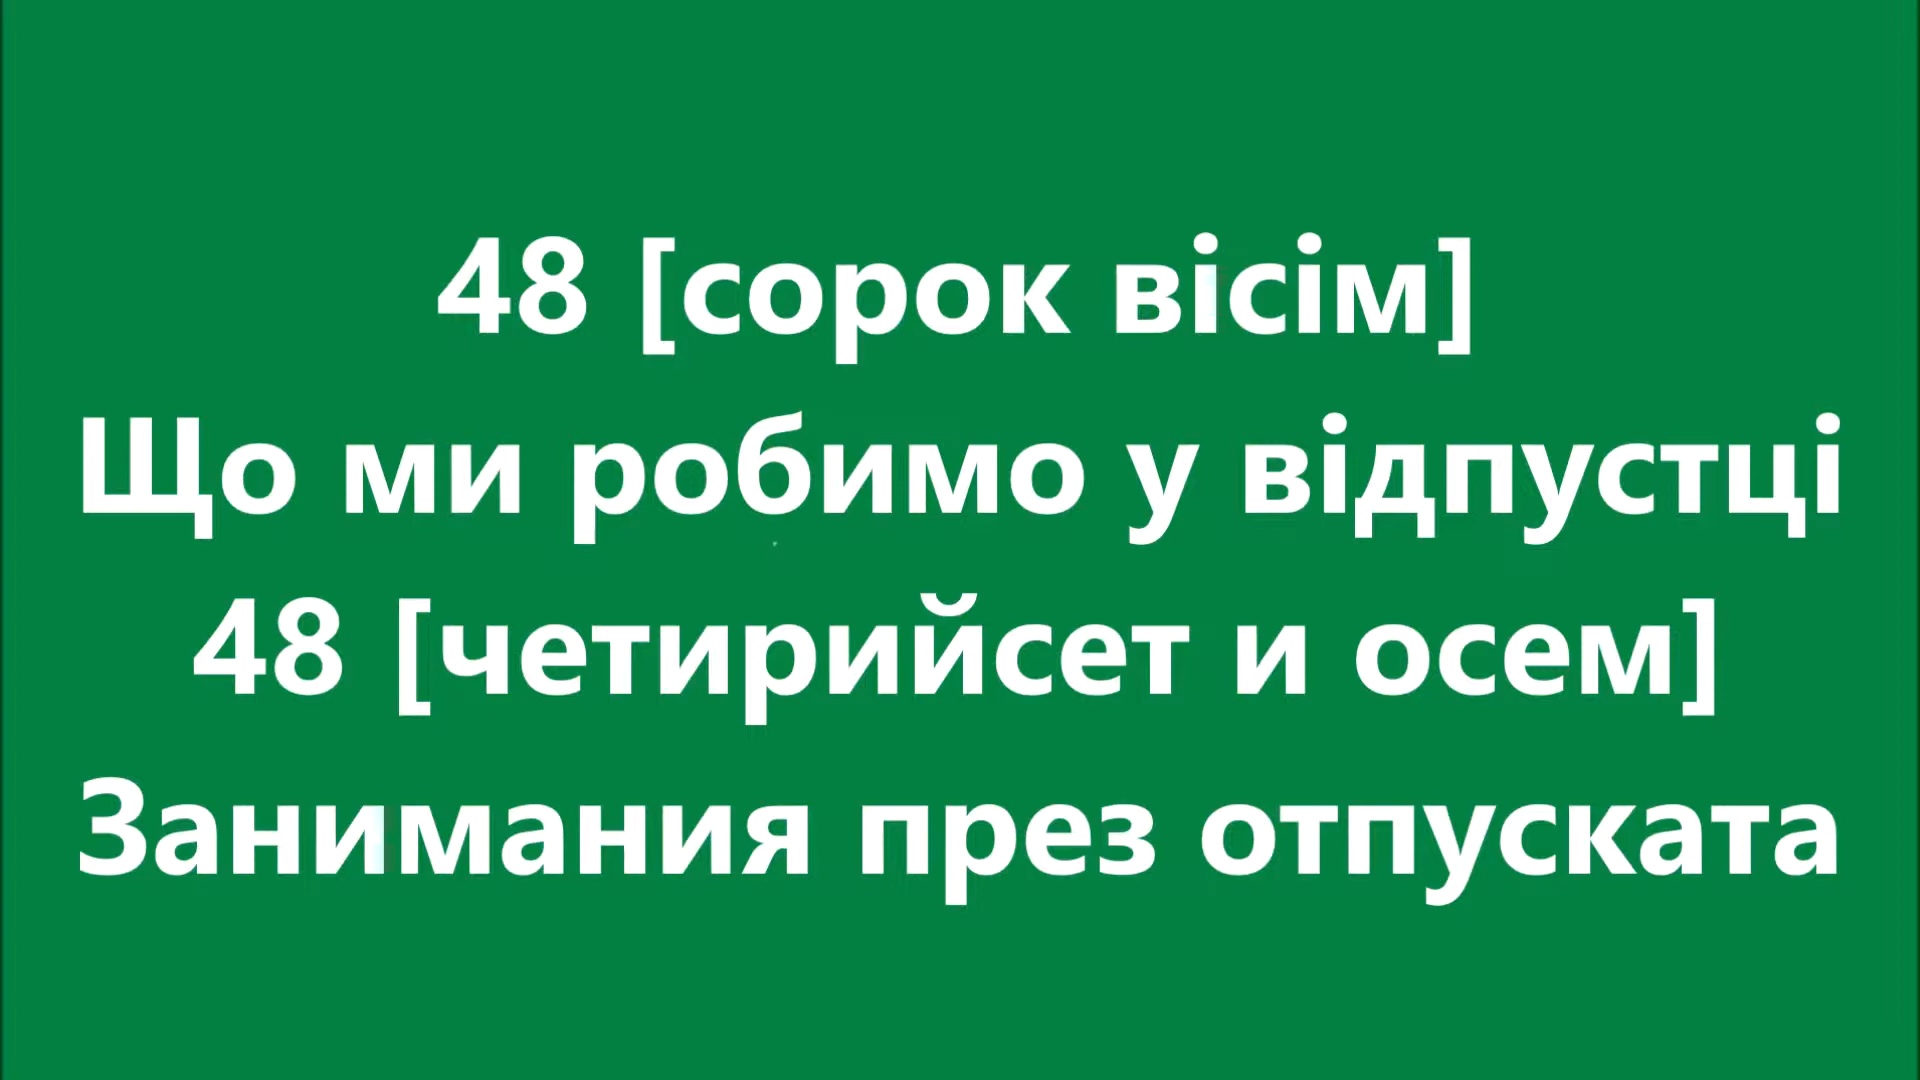 48 [сорок вісім]
Що ми робимо у відпустці
48 [четирийсет и осем]
Занимания през отпуската